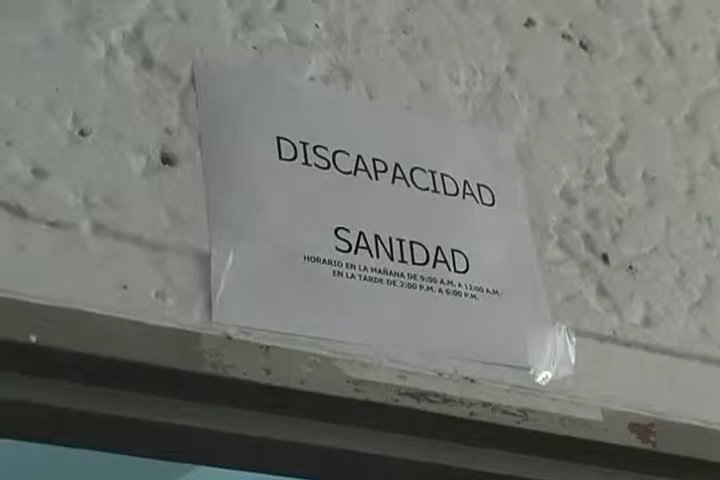 DISCAPACIDAD
SANIDAD
HORARIO EN LA MAÑANA DE 9:00 A.M. A 12:00 A.M.
EN LA TARDE DE 2:00 P.M. A 6:00 P.M.